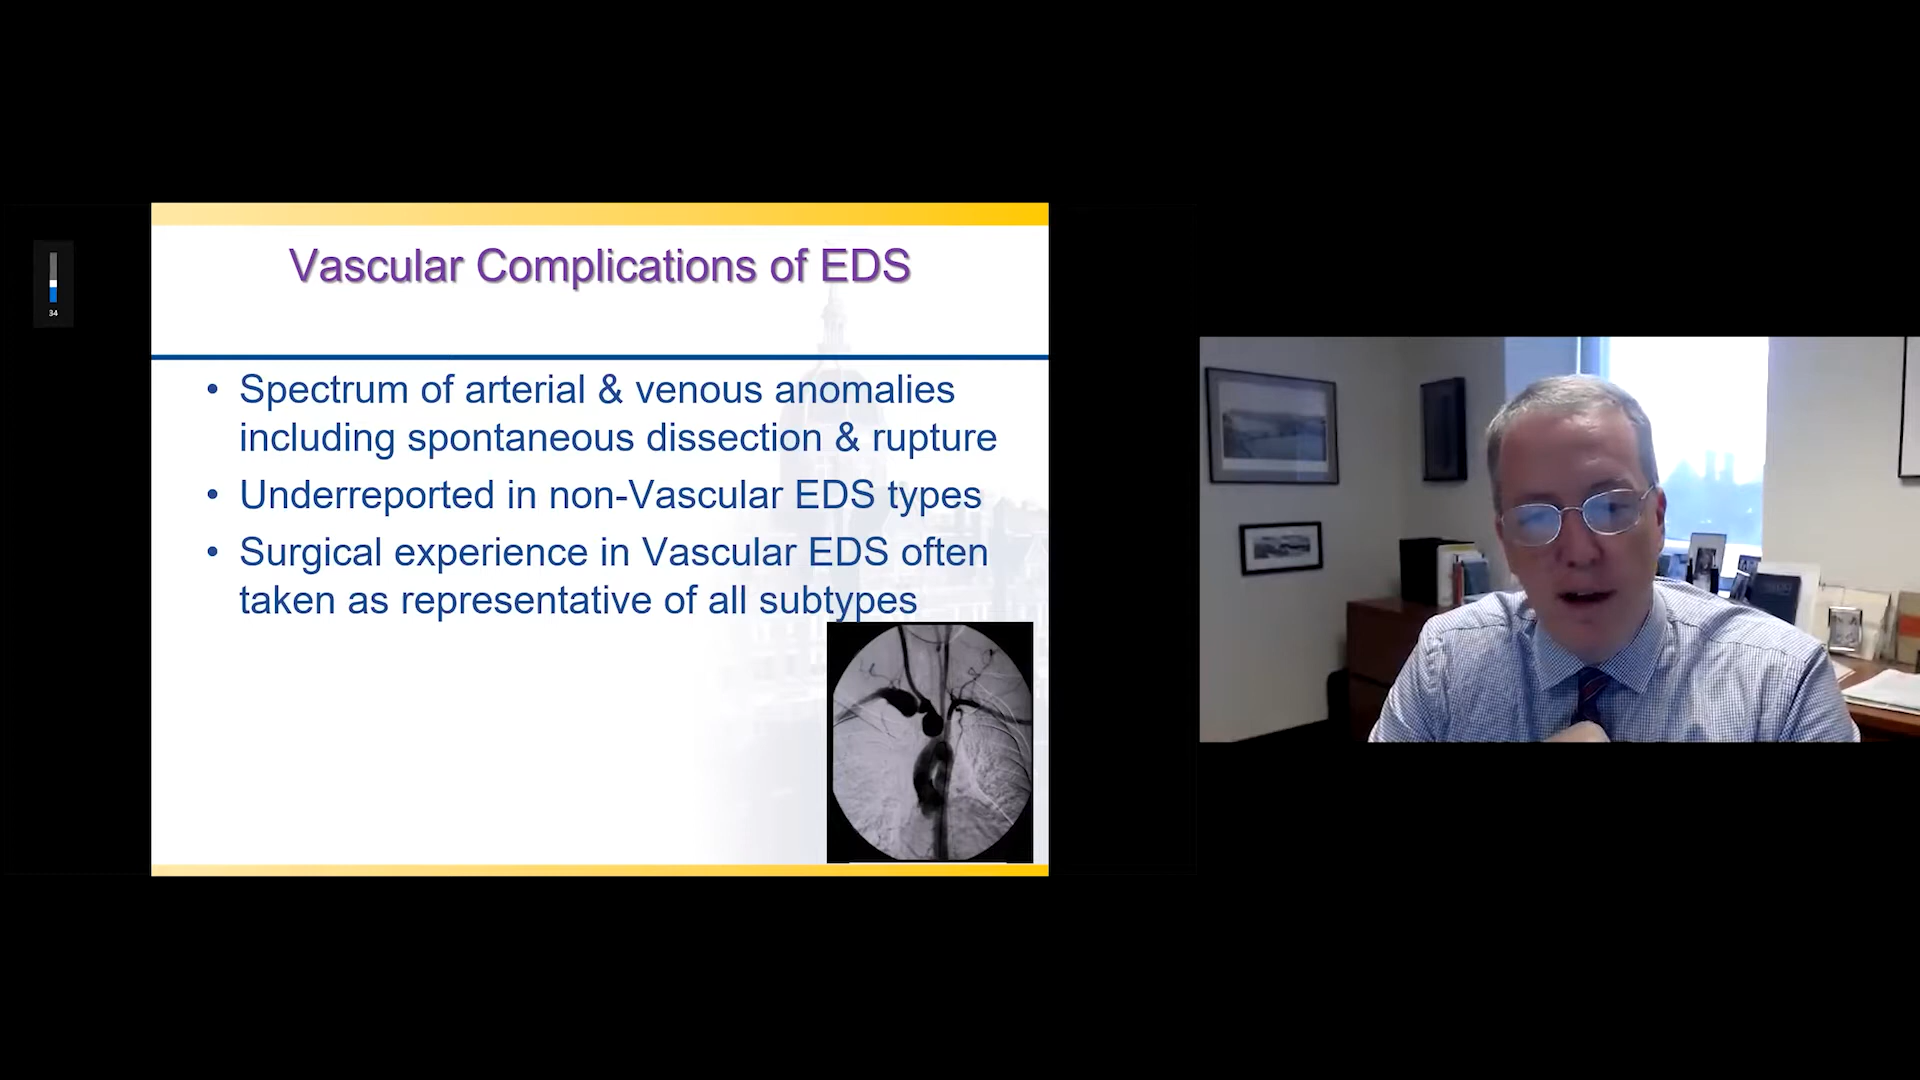 Vascular Complications of EDS
• Spectrum of arterial & venous anomalies
including spontaneous dissection & rupture
• Underreported in non-Vascular EDS types
• Surgical experience in Vascular EDS often
taken as representative of all subtypes
34